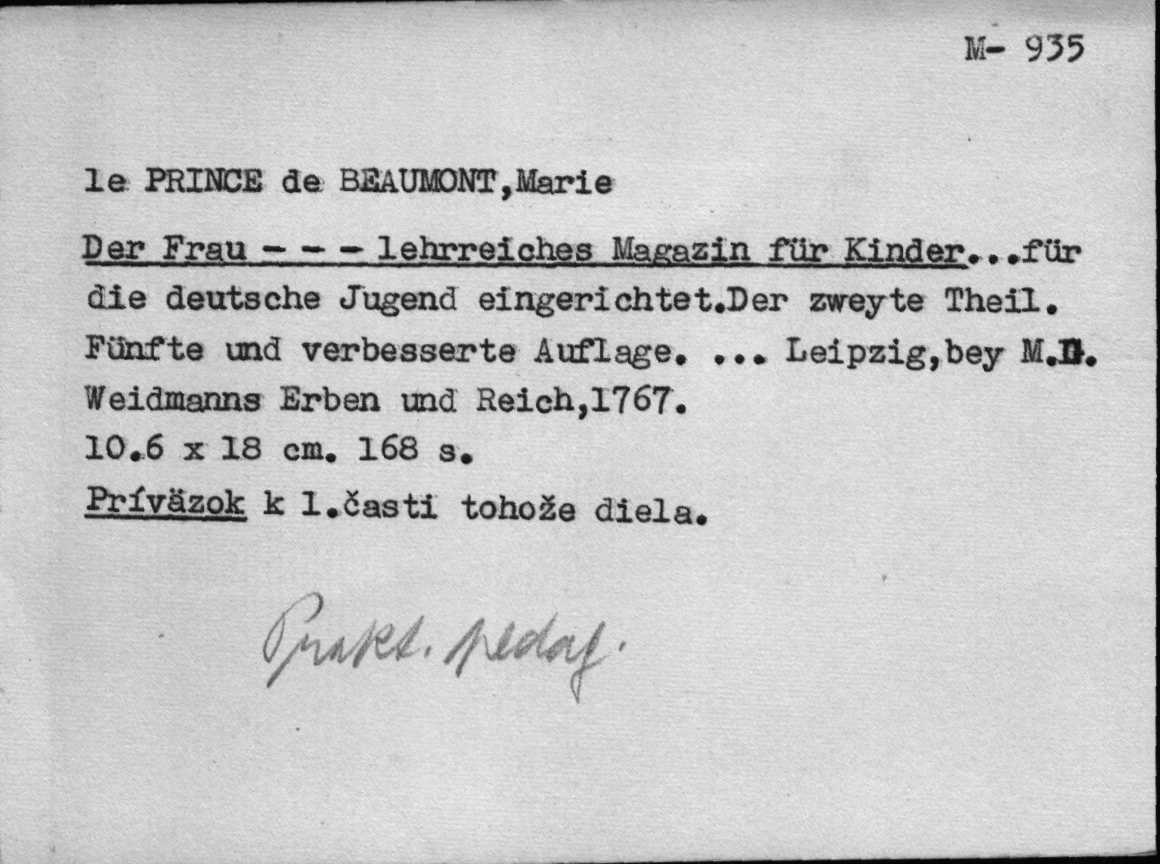 M- 935
le PRINCE de BEAUMONT,Marie
Der Frau - - - lehrreiches Magazin für Kinder...für
die deutsche Jugend eingerichtet.Der zweyte Theil.
Fünfte und verbesserte Auflage. ... Leipzig,bey M.D.
Weidmanns Erben und Reich,1767.
10.6 x 18 cm. 168 s.
Príväzok k 1.časti tohože diela.
Prakt. pedag.